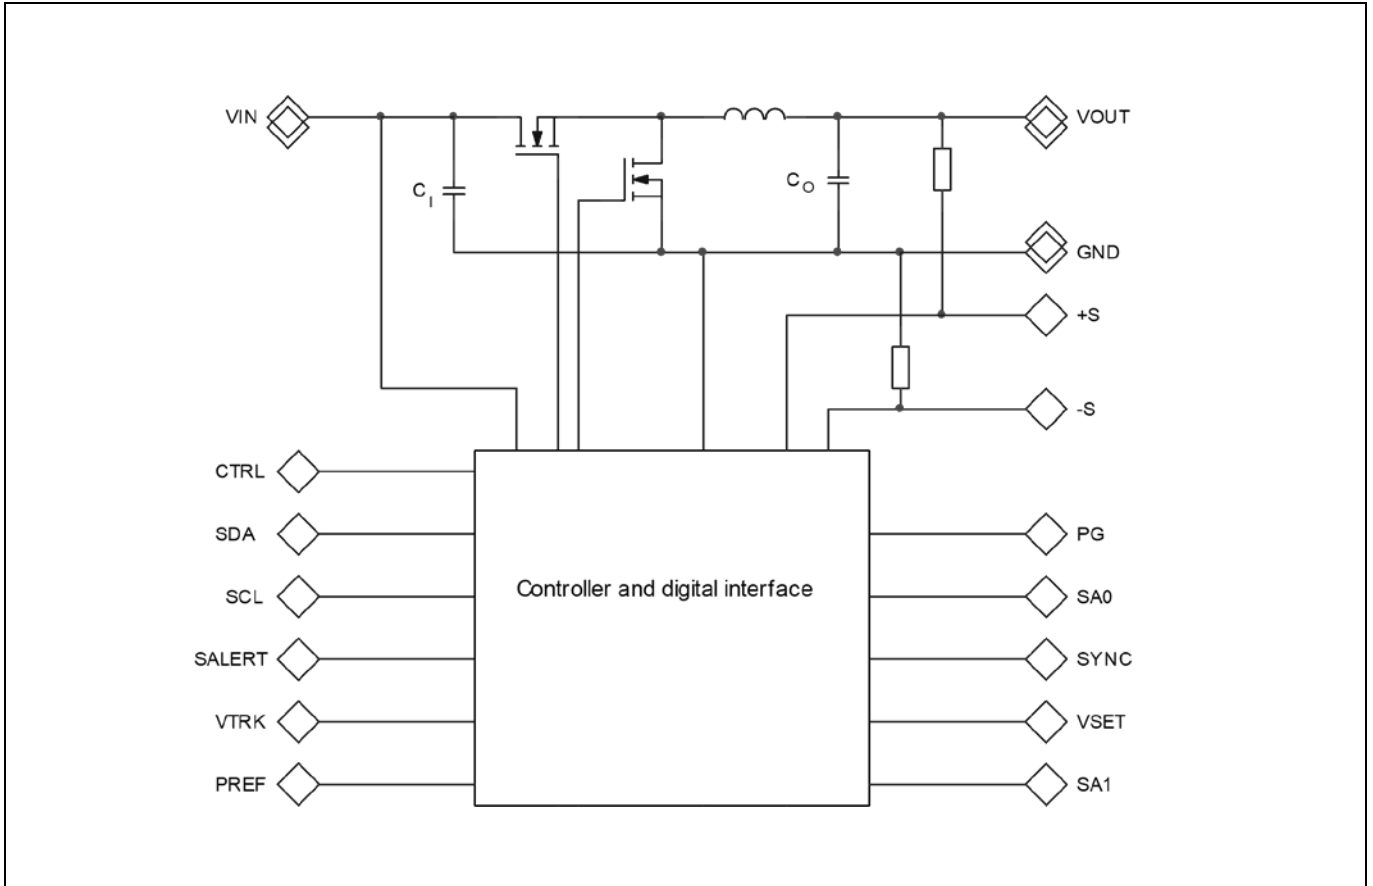 VIN
VOUT
C I
C O
GND
+S
-S
CTRL
SDA
PG
Controller and digital interface
SCL
SA0
SALERT
SYNC
VTRK
VSET
PREF
SA1